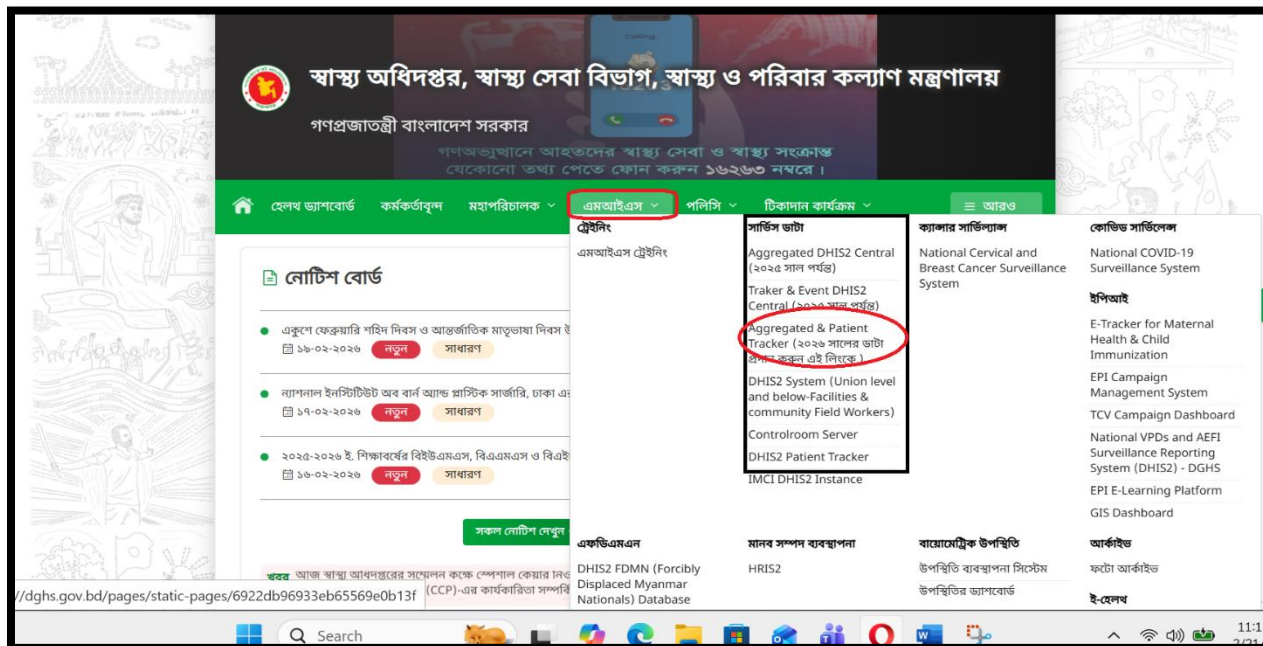 Calling
স্বাস্থ্য অধিদপ্তর, স্বাস্থ্য সেবা বিভাগ, স্বাস্থ্য ও পরিবার কল্যাণ মন্ত্রণালয়
গণপ্রজাতন্ত্রী বাংলাদেশ সরকার
গণঅভ্যুত্থানে আহতদের স্বাস্থ্য সেবা ও স্বাস্থ্য সংক্রান্ত
যেকোনো তথ্য পেতে ফোন করুন ১৬২৬৩ নম্বরে।
হেলথ ড্যাশবোর্ড কর্মকর্তাবৃন্দ মহাপরিচালক এমআইএস পলিসি টিকাদান কার্যক্রম আরও
নোটিশ বোর্ড
একুশে ফেব্রুয়ারি শহিদ দিবস ও আন্তর্জাতিক মাতৃভাষা দিবস
১৮-০২-২০২৬ নতুন সাধারণ
ন্যাশনাল ইনস্টিটিউট অব বার্ন অ্যান্ড প্লাস্টিক সার্জারি, ঢাকা
১৭-০২-২০২৬ নতুন সাধারণ
২০২৫-২০২৬ ই. শিক্ষাবর্ষের বিইউএমএস, বিএএমএস ও
১৬-০২-২০২৬ নতুন সাধারণ
সকল নোটিশ দেখুন
খবর আজ স্বাস্থ্য অধিদপ্তরের সম্মেলন কক্ষে স্পেশাল কেয়ার
(CCP)-এর কার্যকারিতা
ট্রেইনিং
এমআইএস ট্রেইনিং
সার্ভিস ডাটা
Aggregated DHIS2 Central
(২০২৫ সাল পর্যন্ত)
Traker & Event DHIS2
Central (২০২৫ সাল পর্যন্ত)
Aggregated & Patient
Tracker (২০২৬ সালের ডাটা
প্রদান করুন এই লিংকে )
DHIS2 System (Union level
and below-Facilities &
community Field Workers)
Controlroom Server
DHIS2 Patient Tracker
IMCI DHIS2 Instance
ক্যান্সার সার্ভিল্যান্স
National Cervical and
Breast Cancer Surveillance
System
কোভিড সার্ভিলেন্স
National COVID-19
Surveillance System
ইপিআই
E-Tracker for Maternal
Health & Child
Immunization
EPI Campaign
Management System
TCV Campaign Dashboard
National VPDs and AEFI
Surveillance Reporting
System (DHIS2) - DGHS
EPI E-Learning Platform
GIS Dashboard
এফডিএমএন
DHIS2 FDMN (Forcibly
Displaced Myanmar
Nationals) Database
মানব সম্পদ ব্যবস্থাপনা
HRIS2
বায়োমেট্রিক উপস্থিতি
উপস্থিতি ব্যবস্থাপনা সিস্টেম
উপস্থিতির ড্যাশবোর্ড
আর্কাইভ
ফটো আর্কাইভ
ই-হেলথ
//dghs.gov.bd/pages/static-pages/6922db96933eb65569e0b13f
Search
11:1